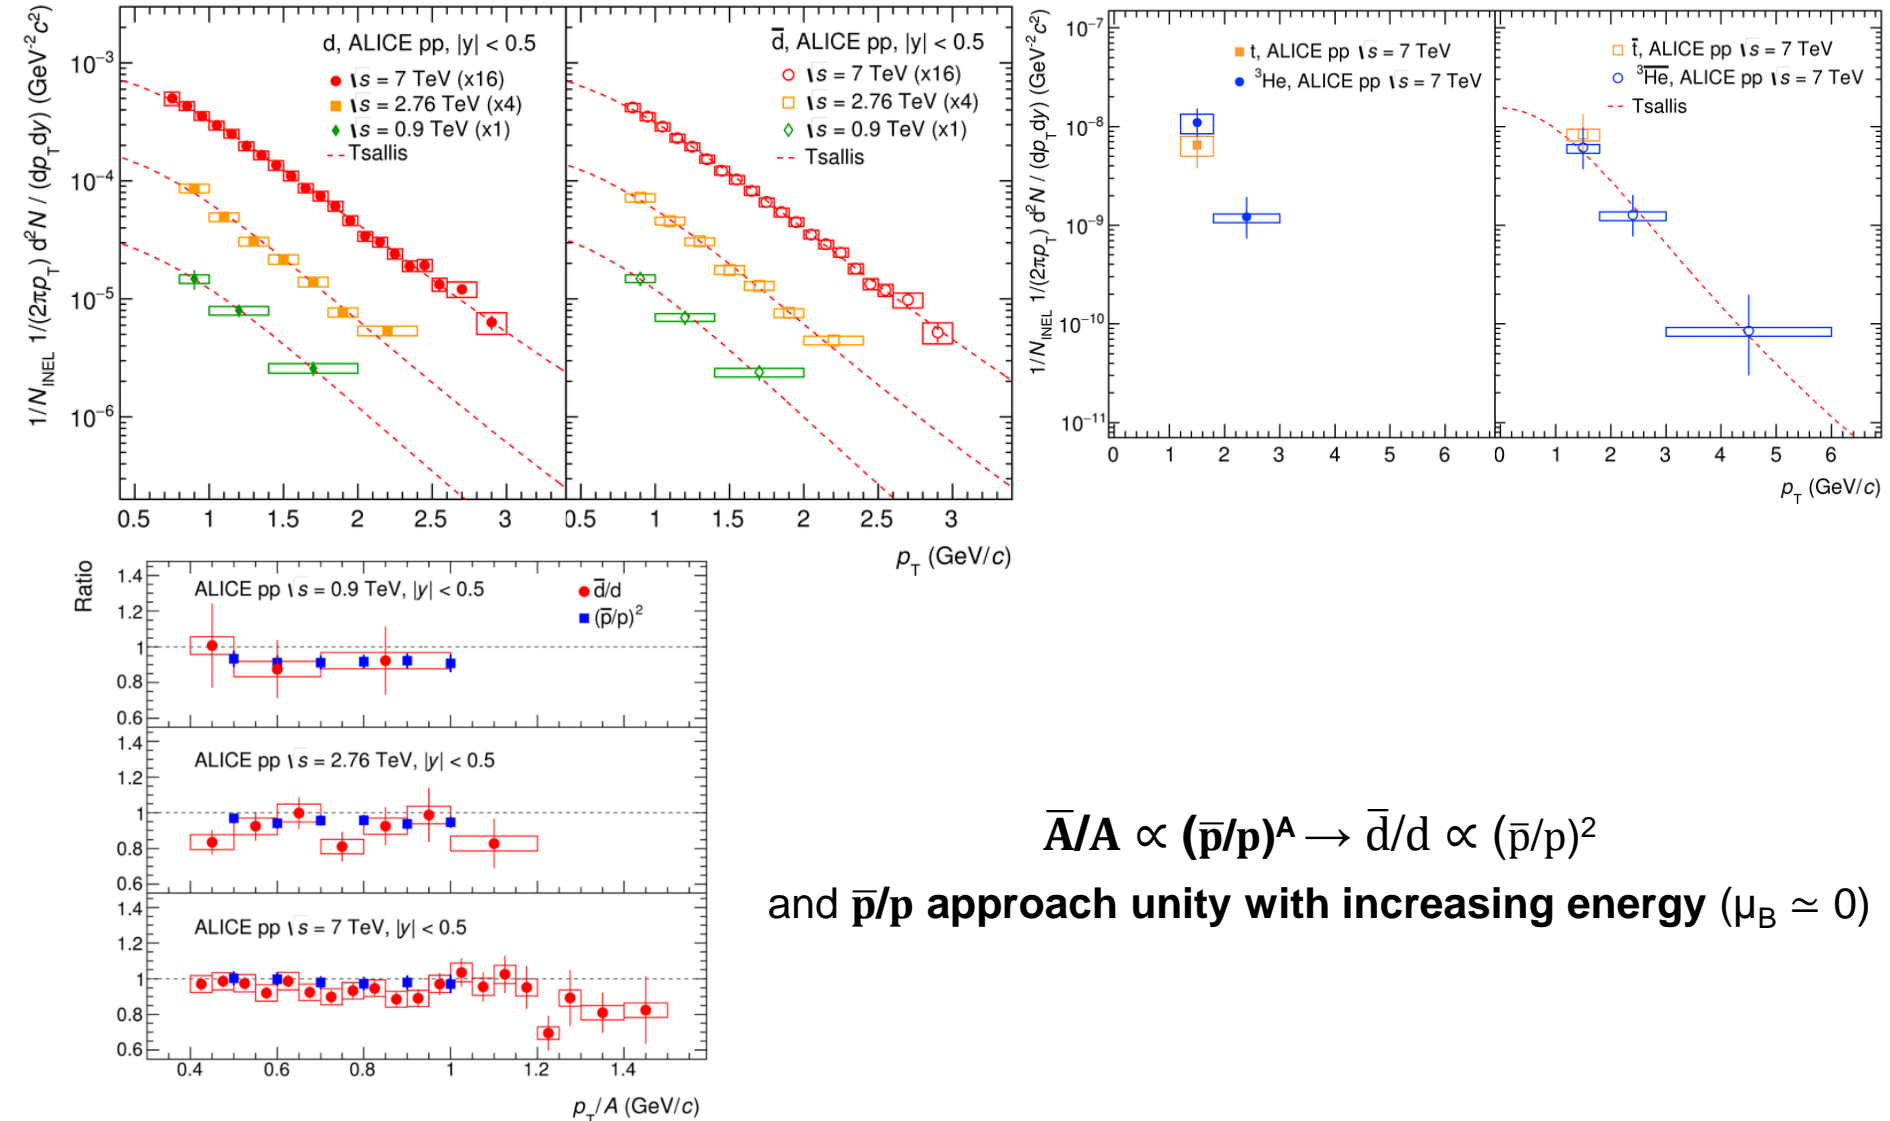 1/N_INEL 1/(2πp_T) d²N / (dp_T dy) (GeV⁻²c²)
10⁻³
10⁻⁴
10⁻⁵
10⁻⁶
d, ALICE pp, |y| < 0.5
√s = 7 TeV (x16)
√s = 2.76 TeV (x4)
√s = 0.9 TeV (x1)
Tsallis
d̅, ALICE pp, |y| < 0.5
√s = 7 TeV (x16)
√s = 2.76 TeV (x4)
√s = 0.9 TeV (x1)
Tsallis
0.5 1 1.5 2 2.5 3
0.5 1 1.5 2 2.5 3
p_T (GeV/c)
1/N_INEL 1/(2πp_T) d²N / (dp_T dy) (GeV⁻²c²)
10⁻⁷
10⁻⁸
10⁻⁹
10⁻¹⁰
10⁻¹¹
t, ALICE pp √s = 7 TeV
³He, ALICE pp √s = 7 TeV
t̅, ALICE pp √s = 7 TeV
³H̅e̅, ALICE pp √s = 7 TeV
Tsallis
0 1 2 3 4 5 6
0 1 2 3 4 5 6
p_T (GeV/c)
Ratio
ALICE pp √s = 0.9 TeV, |y| < 0.5
d̅/d
(p̅/p)²
1.4
1.2
1
0.8
0.6
ALICE pp √s = 2.76 TeV, |y| < 0.5
1.4
1.2
1
0.8
0.6
ALICE pp √s = 7 TeV, |y| < 0.5
1.4
1.2
1
0.8
0.6
0.4 0.6 0.8 1 1.2 1.4
p_T/A (GeV/c)
A̅/A ∝ (p̅/p)ᴬ → d̅/d ∝ (p̅/p)²
and p̅/p approach unity with increasing energy (μ_B ≃ 0)